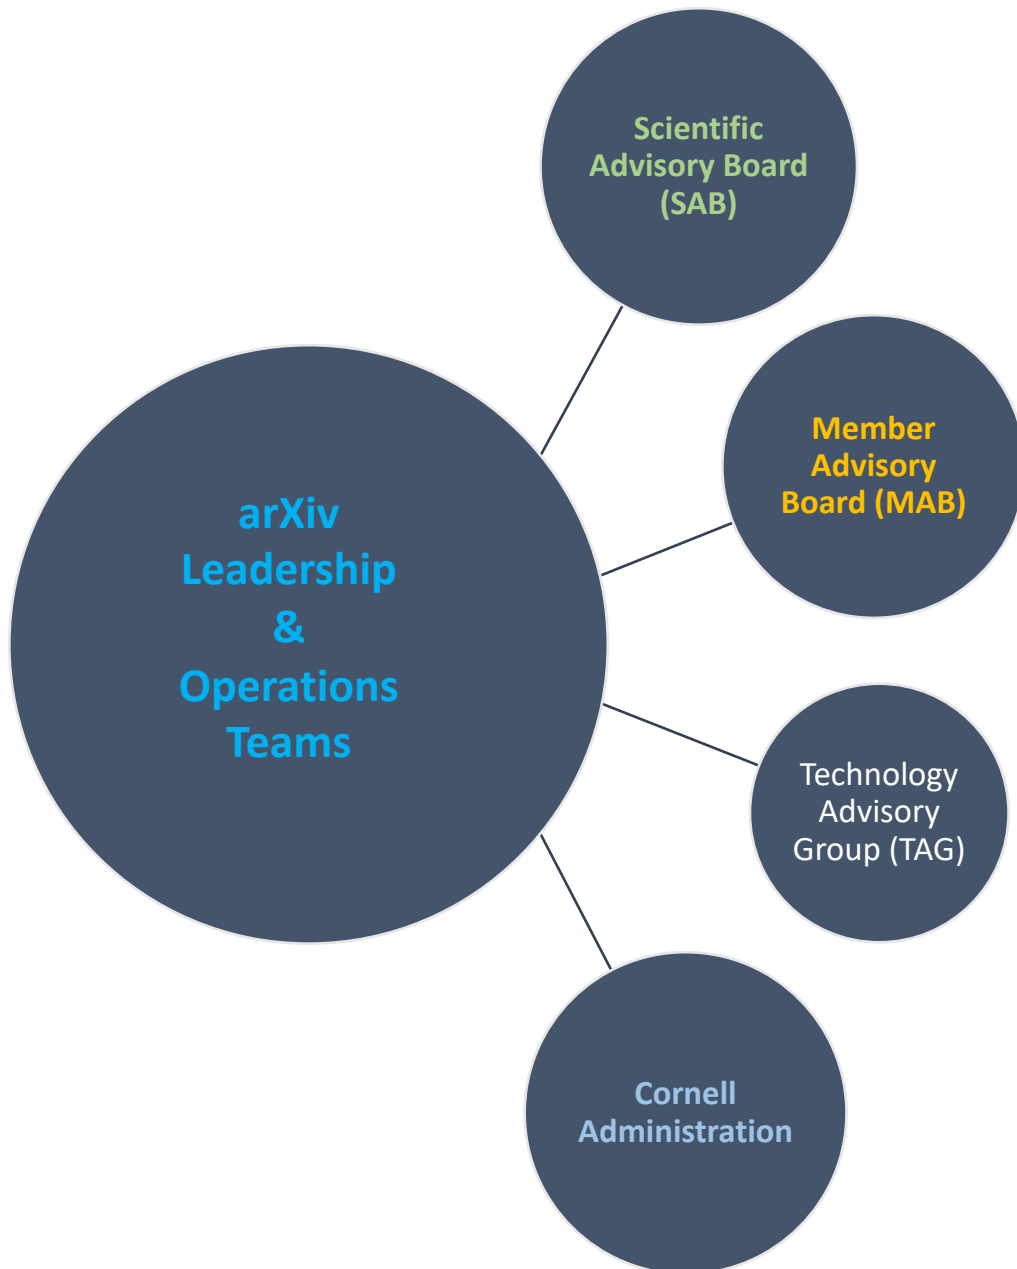 Scientific
Advisory Board
(SAB)
Member
Advisory
Board (MAB)
arXiv
Leadership
&
Operations
Teams
Technology
Advisory
Group (TAG)
Cornell
Administration